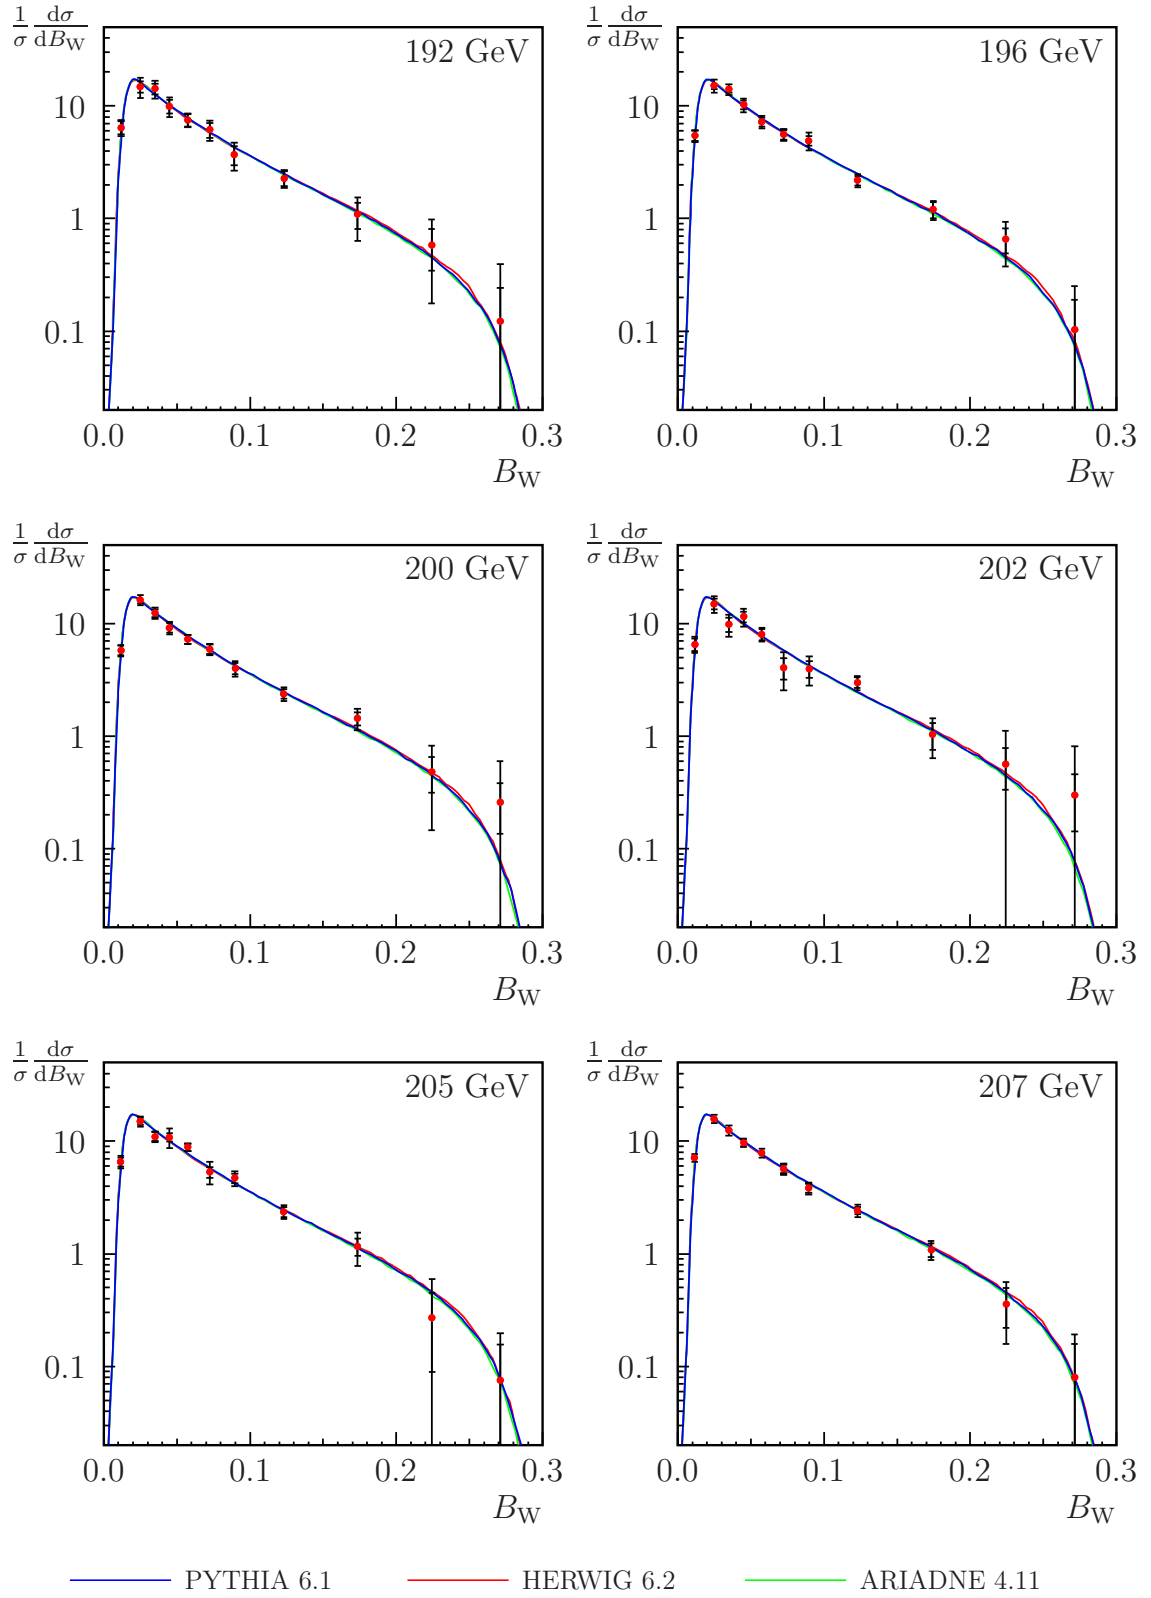 1/σ dσ/dB_W
192 GeV
10
1
0.1
0.0 0.1 0.2 0.3
B_W
1/σ dσ/dB_W
196 GeV
10
1
0.1
0.0 0.1 0.2 0.3
B_W
1/σ dσ/dB_W
200 GeV
10
1
0.1
0.0 0.1 0.2 0.3
B_W
1/σ dσ/dB_W
202 GeV
10
1
0.1
0.0 0.1 0.2 0.3
B_W
1/σ dσ/dB_W
205 GeV
10
1
0.1
0.0 0.1 0.2 0.3
B_W
1/σ dσ/dB_W
207 GeV
10
1
0.1
0.0 0.1 0.2 0.3
B_W
PYTHIA 6.1 HERWIG 6.2 ARIADNE 4.11